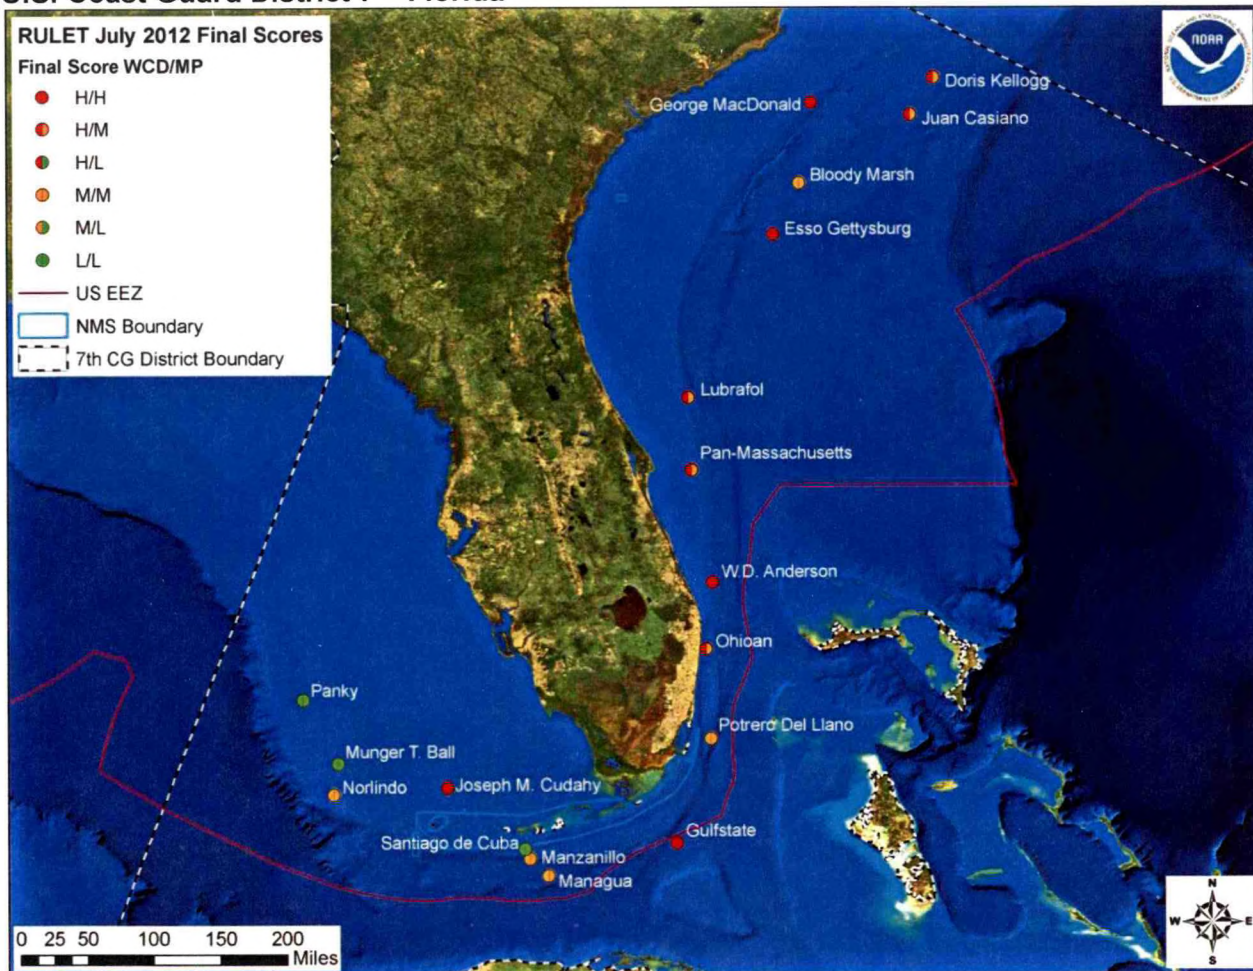 RULET July 2012 Final Scores
Final Score WCD/MP
H/H
H/M
H/L
M/M
M/L
L/L
US EEZ
NMS Boundary
7th CG District Boundary
NOAA
Doris Kellogg
George MacDonald
Juan Casiano
Bloody Marsh
Esso Gettysburg
Lubrafol
Pan-Massachusetts
W.D. Anderson
Ohioan
Panky
Potrero Del Llano
Munger T. Ball
Norlindo
Joseph M. Cudahy
Gulfstate
Santiago de Cuba
Manzanillo
Managua
N
W E
S
0 25 50 100 150 200
Miles